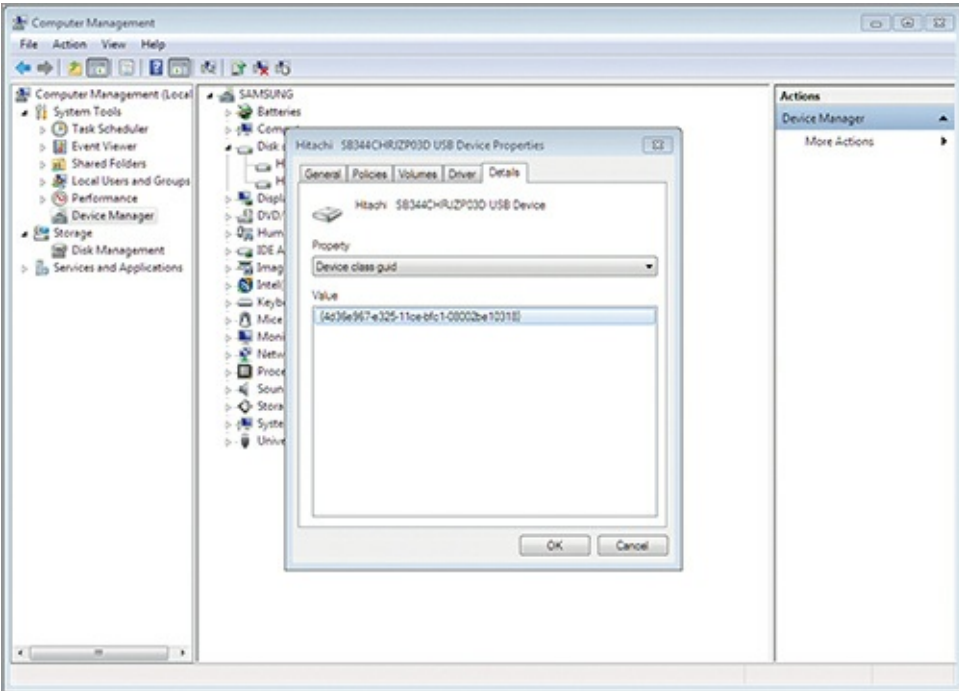 Computer Management
File Action View Help
Computer Management (Local
System Tools
Task Scheduler
Event Viewer
Shared Folders
Local Users and Groups
Performance
Device Manager
Storage
Disk Management
Services and Applications
SAMSUNG
Batteries
Comp
Disk
H
H
Displ
DVD/
Hum
IDE A
Imag
Intel(
Keyb
Mice
Moni
Netw
Proce
Soun
Stora
Syste
Unive
Hitachi SB344CHRJZP03D USB Device Properties
General Policies Volumes Driver Details
Hitachi SB344CHRJZP03D USB Device
Property
Device class guid
Value
{4d36e967-e325-11ce-bfc1-08002be10318}
OK Cancel
Actions
Device Manager
More Actions